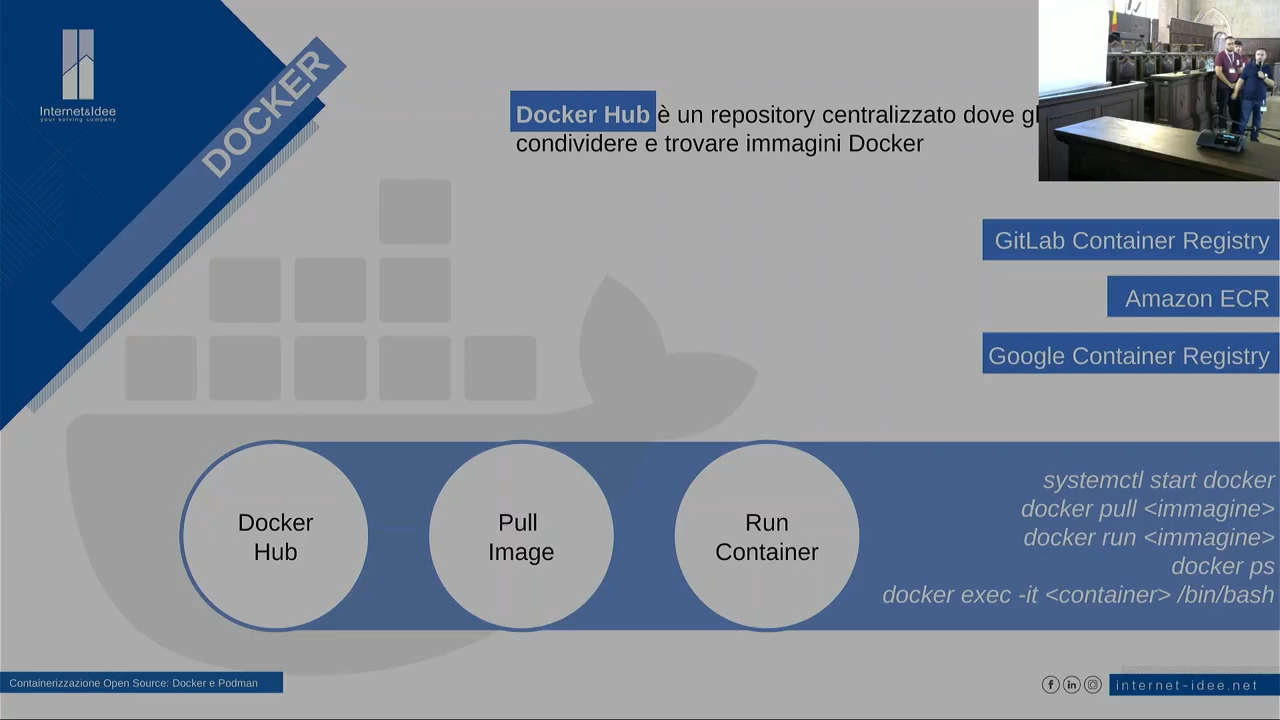 Internet&Idee
your solving company
DOCKER
Docker Hub è un repository centralizzato dove
condividere e trovare immagini Docker
GitLab Container Registry
Amazon ECR
Google Container Registry
Docker
Hub
Pull
Image
Run
Container
systemctl start docker
docker pull <immagine>
docker run <immagine>
docker ps
docker exec -it <container> /bin/bash
Containerizzazione Open Source: Docker e Podman
internet-idee.net